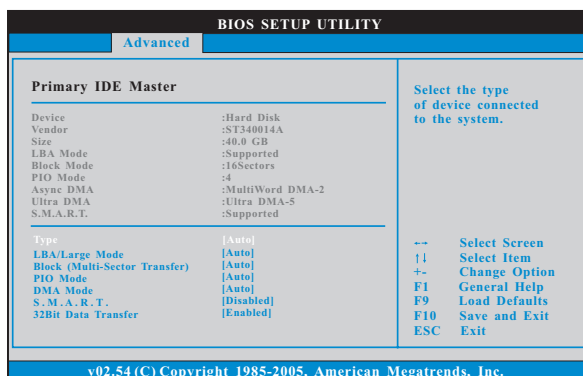 BIOS SETUP UTILITY
Advanced
Primary IDE Master
Device :Hard Disk
Vendor :ST340014A
Size :40.0 GB
LBA Mode :Supported
Block Mode :16Sectors
PIO Mode :4
Async DMA :MultiWord DMA-2
Ultra DMA :Ultra DMA-5
S.M.A.R.T. :Supported
Type [Auto]
LBA/Large Mode [Auto]
Block (Multi-Sector Transfer) [Auto]
PIO Mode [Auto]
DMA Mode [Auto]
S.M.A.R.T. [Disabled]
32Bit Data Transfer [Enabled]
Select the type
of device connected
to the system.
←→ Select Screen
↑↓ Select Item
+- Change Option
F1 General Help
F9 Load Defaults
F10 Save and Exit
ESC Exit
v02.54 (C) Copyright 1985-2005, American Megatrends, Inc.